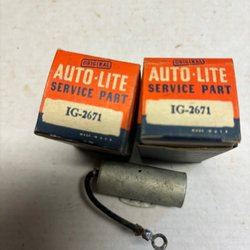 ORIGINAL
AUTO-LITE
SERVICE PART
IG-2671
ORIGINAL
AUTO-LITE
SERVICE PART
IG-2671